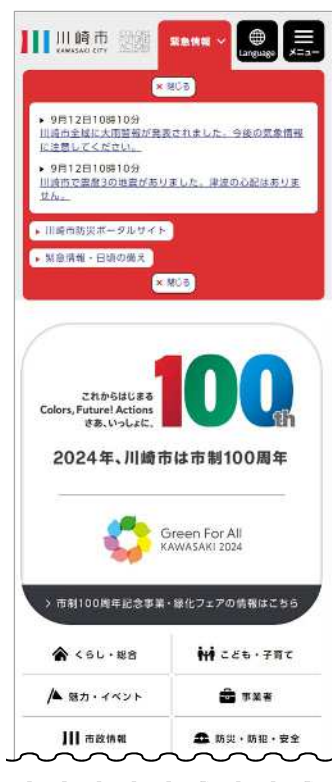 川崎市
KAWASAKI CITY
緊急情報
Language
メニュー
× 閉じる
9月12日10時10分
川崎市全域に大雨警報が発表されました。今後の気象情報
に注意してください。
9月12日10時10分
川崎市で震度3の地震がありました。津波の心配はありま
せん。
川崎市防災ポータルサイト
緊急情報・日頃の備え
× 閉じる
これからはじまる
Colors, Future! Actions
さあ、いっしょに。
100th
2024年、川崎市は市制100周年
Green For All
KAWASAKI 2024
> 市制100周年記念事業・緑化フェアの情報はこちら
くらし・総合
こども・子育て
魅力・イベント
事業者
市政情報
防災・防犯・安全